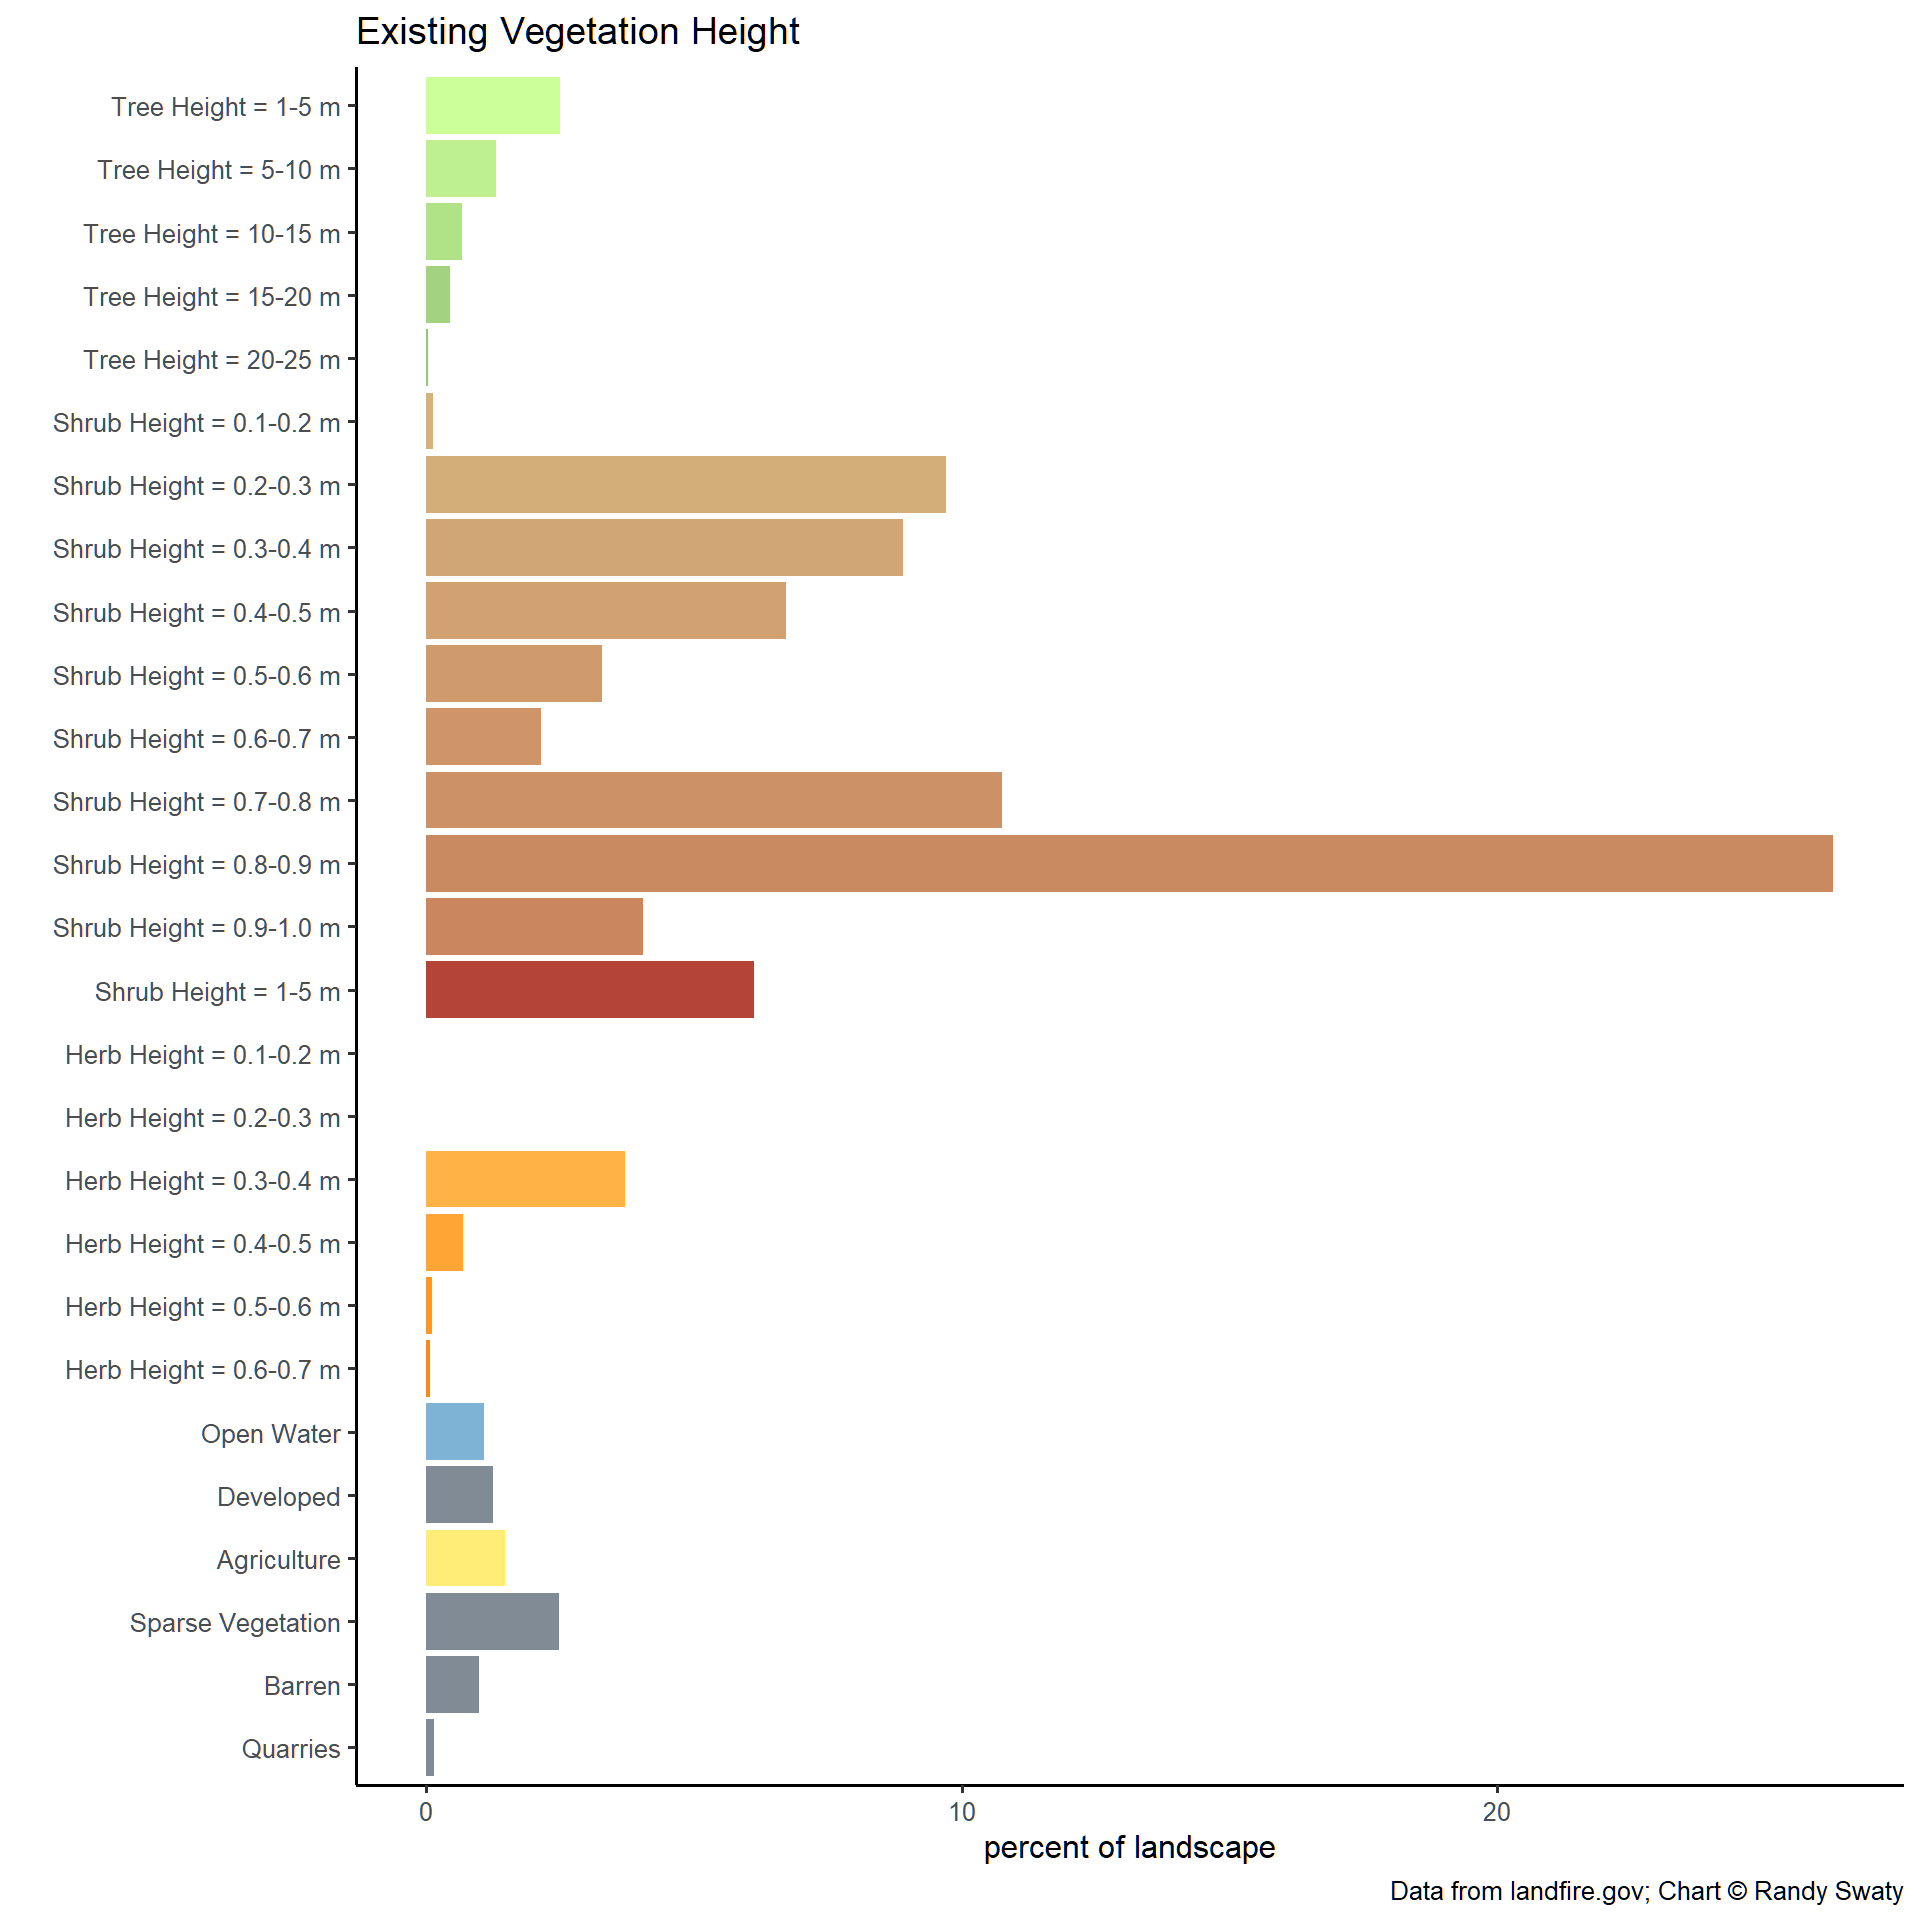 Existing Vegetation Height
Tree Height = 1-5 m
Tree Height = 5-10 m
Tree Height = 10-15 m
Tree Height = 15-20 m
Tree Height = 20-25 m
Shrub Height = 0.1-0.2 m
Shrub Height = 0.2-0.3 m
Shrub Height = 0.3-0.4 m
Shrub Height = 0.4-0.5 m
Shrub Height = 0.5-0.6 m
Shrub Height = 0.6-0.7 m
Shrub Height = 0.7-0.8 m
Shrub Height = 0.8-0.9 m
Shrub Height = 0.9-1.0 m
Shrub Height = 1-5 m
Herb Height = 0.1-0.2 m
Herb Height = 0.2-0.3 m
Herb Height = 0.3-0.4 m
Herb Height = 0.4-0.5 m
Herb Height = 0.5-0.6 m
Herb Height = 0.6-0.7 m
Open Water
Developed
Agriculture
Sparse Vegetation
Barren
Quarries
0 10 20
percent of landscape
Data from landfire.gov; Chart © Randy Swaty